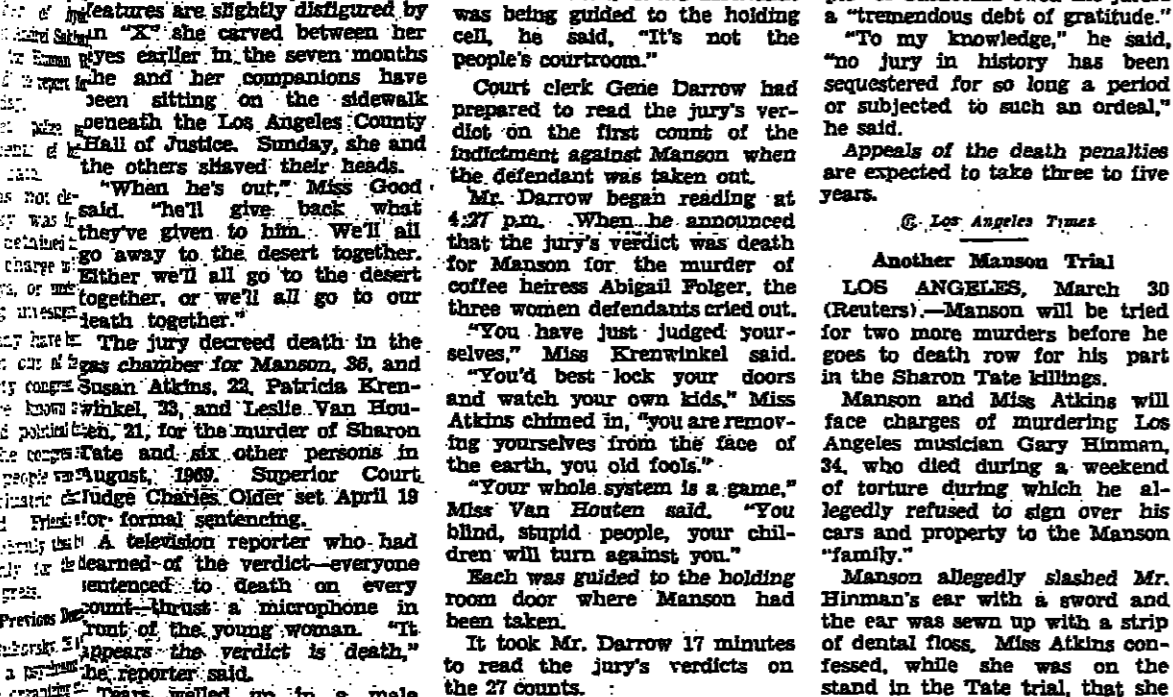 features are slightly disfigured by
an "X" she carved between her
eyes earlier in the seven months
she and her companions have
been sitting on the sidewalk
beneath the Los Angeles County
Hall of Justice. Sunday, she and
the others shaved their heads.
"When he's out," Miss Good
said. "he'll give back what
they've given to him. We'll all
go away to the desert together.
Either we'll all go to the desert
together, or we'll all go to our
death together."
The jury decreed death in the
gas chamber for Manson, 36, and
Susan Atkins, 22, Patricia Kren-
winkel, 23, and Leslie Van Hou-
ten, 21, for the murder of Sharon
Tate and six other persons in
August, 1969. Superior Court
Judge Charles Older set April 19
for formal sentencing.
A television reporter who had
learned of the verdict—everyone
sentenced to death on every
count—thrust a microphone in
front of the young woman. "It
appears the verdict is death,"
the reporter said.
Tears welled up in a male
was being guided to the holding
cell, he said, "It's not the
people's courtroom."
Court clerk Gene Darrow had
prepared to read the jury's ver-
dict on the first count of the
indictment against Manson when
the defendant was taken out.
Mr. Darrow began reading at
4:27 p.m. When he announced
that the jury's verdict was death
for Manson for the murder of
coffee heiress Abigail Folger, the
three women defendants cried out.
"You have just judged your-
selves," Miss Krenwinkel said.
"You'd best lock your doors
and watch your own kids," Miss
Atkins chimed in, "you are remov-
ing yourselves from the face of
the earth, you old fools."
"Your whole system is a game,"
Miss Van Houten said. "You
blind, stupid people, your chil-
dren will turn against you."
Each was guided to the holding
room door where Manson had
been taken.
It took Mr. Darrow 17 minutes
to read the jury's verdicts on
the 27 counts.
a "tremendous debt of gratitude."
"To my knowledge," he said,
"no jury in history has been
sequestered for so long a period
or subjected to such an ordeal,"
he said.
Appeals of the death penalties
are expected to take three to five
years.
©. Los Angeles Times
Another Manson Trial
LOS ANGELES, March 30
(Reuters).—Manson will be tried
for two more murders before he
goes to death row for his part
in the Sharon Tate killings.
Manson and Miss Atkins will
face charges of murdering Los
Angeles musician Gary Hinman,
34, who died during a weekend
of torture during which he al-
legedly refused to sign over his
cars and property to the Manson
"family."
Manson allegedly slashed Mr.
Hinman's ear with a sword and
the ear was sewn up with a strip
of dental floss. Miss Atkins con-
fessed, while she was on the
stand in the Tate trial, that she